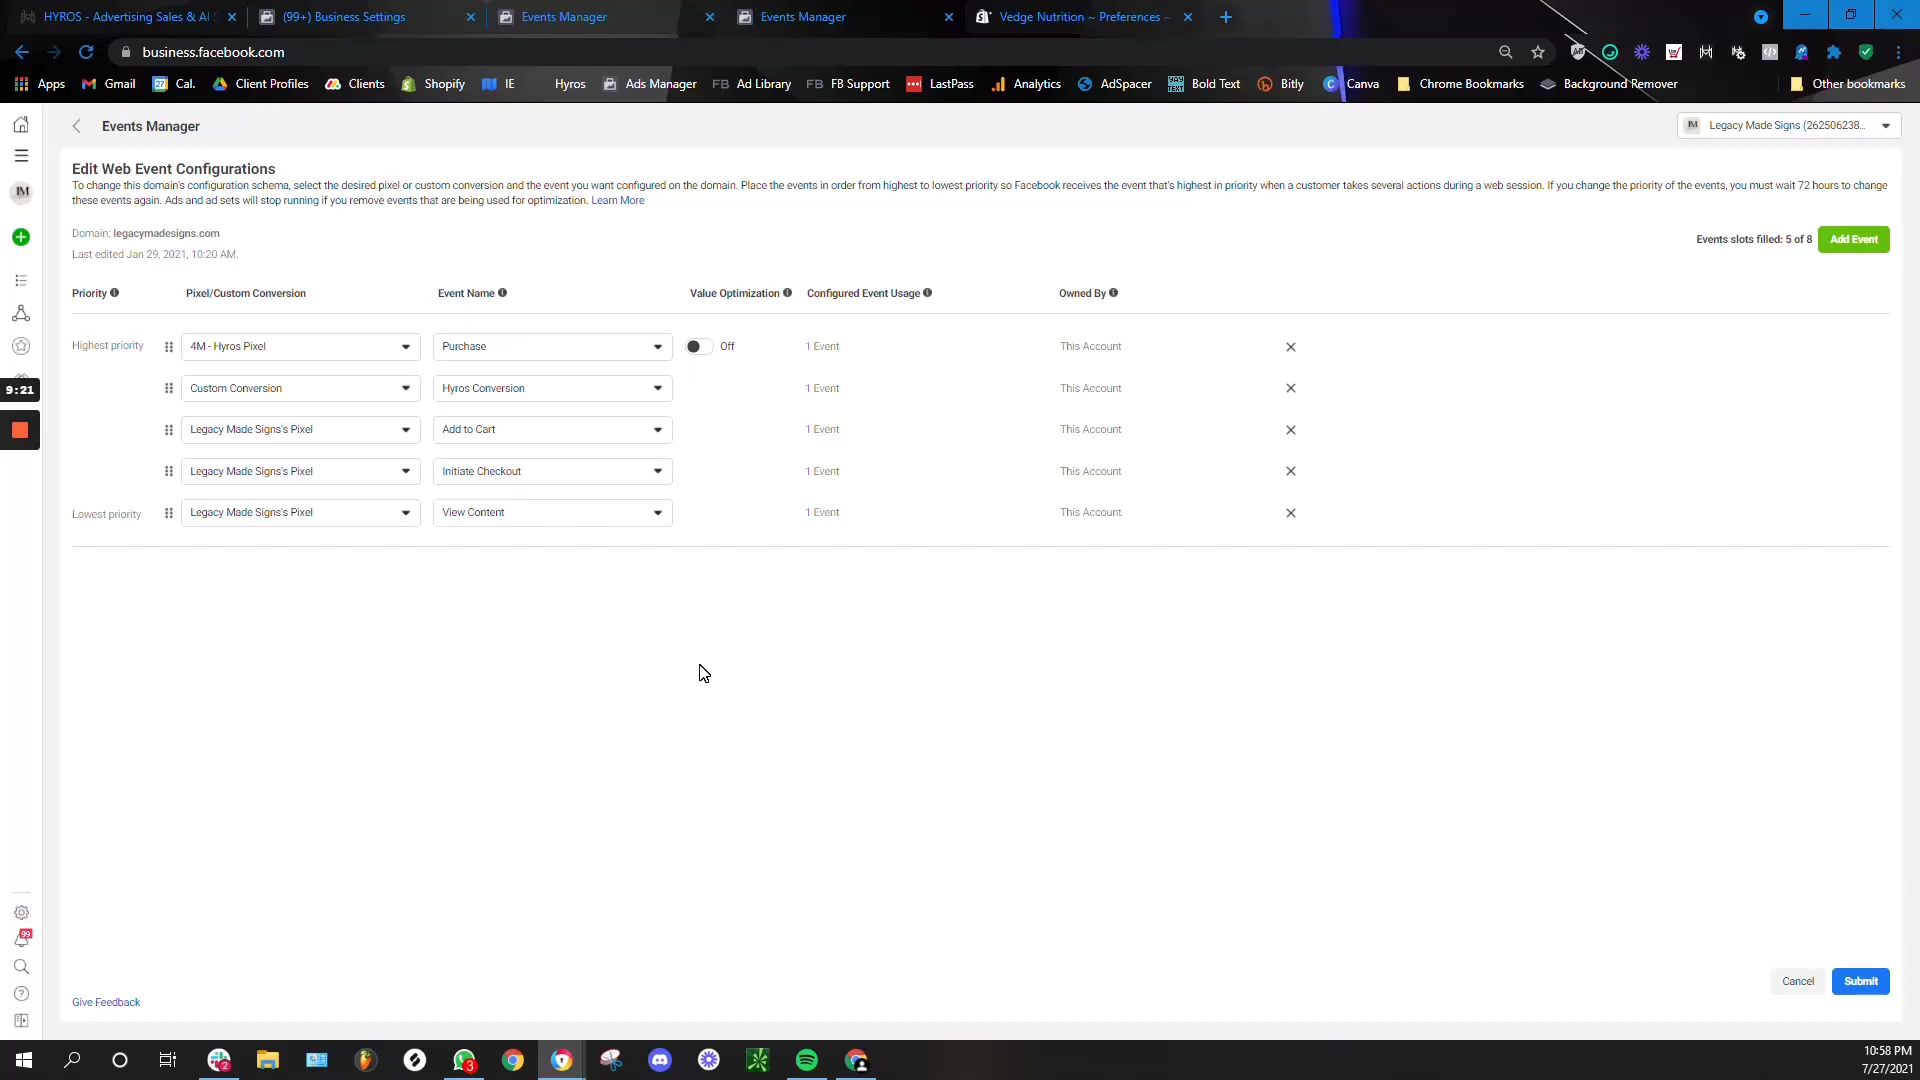 HYROS - Advertising Sales & AI S
(99+) Business Settings
Events Manager
Events Manager
Vedge Nutrition ~ Preferences ~
business.facebook.com
Apps
Gmail
27
Cal.
Client Profiles
Clients
Shopify
IE
Hyros
Ads Manager
FB Ad Library
FB FB Support
LastPass
Analytics
AdSpacer
Bold Text
Bitly
Canva
Chrome Bookmarks
Background Remover
Other bookmarks
Events Manager
Legacy Made Signs (262506238...
Edit Web Event Configurations
To change this domain's configuration schema, select the desired pixel or custom conversion and the event you want configured on the domain. Place the events in order from highest to lowest priority so Facebook receives the event that's highest in priority when a customer takes several actions during a web session. If you change the priority of the events, you must wait 72 hours to change
these events again. Ads and ad sets will stop running if you remove events that are being used for optimization. Learn More
Domain: legacymadesigns.com
Last edited Jan 29, 2021, 10:20 AM.
Events slots filled: 5 of 8
Add Event
Priority Pixel/Custom Conversion Event Name Value Optimization Configured Event Usage Owned By
Highest priority 4M - Hyros Pixel Purchase Off 1 Event This Account
Custom Conversion Hyros Conversion 1 Event This Account
Legacy Made Signs's Pixel Add to Cart 1 Event This Account
Legacy Made Signs's Pixel Initiate Checkout 1 Event This Account
Lowest priority Legacy Made Signs's Pixel View Content 1 Event This Account
9:21
99
Cancel
Submit
Give Feedback
2
3
10:58 PM
7/27/2021